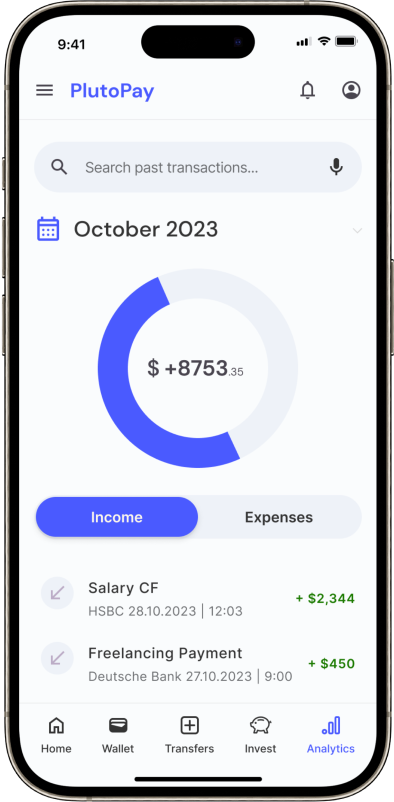 9:41
PlutoPay
Search past transactions...
October 2023
$ +8753.35
Income Expenses
Salary CF
+ $2,344
HSBC 28.10.2023 | 12:03
Freelancing Payment
+ $450
Deutsche Bank 27.10.2023 | 9:00
Home Wallet Transfers Invest Analytics